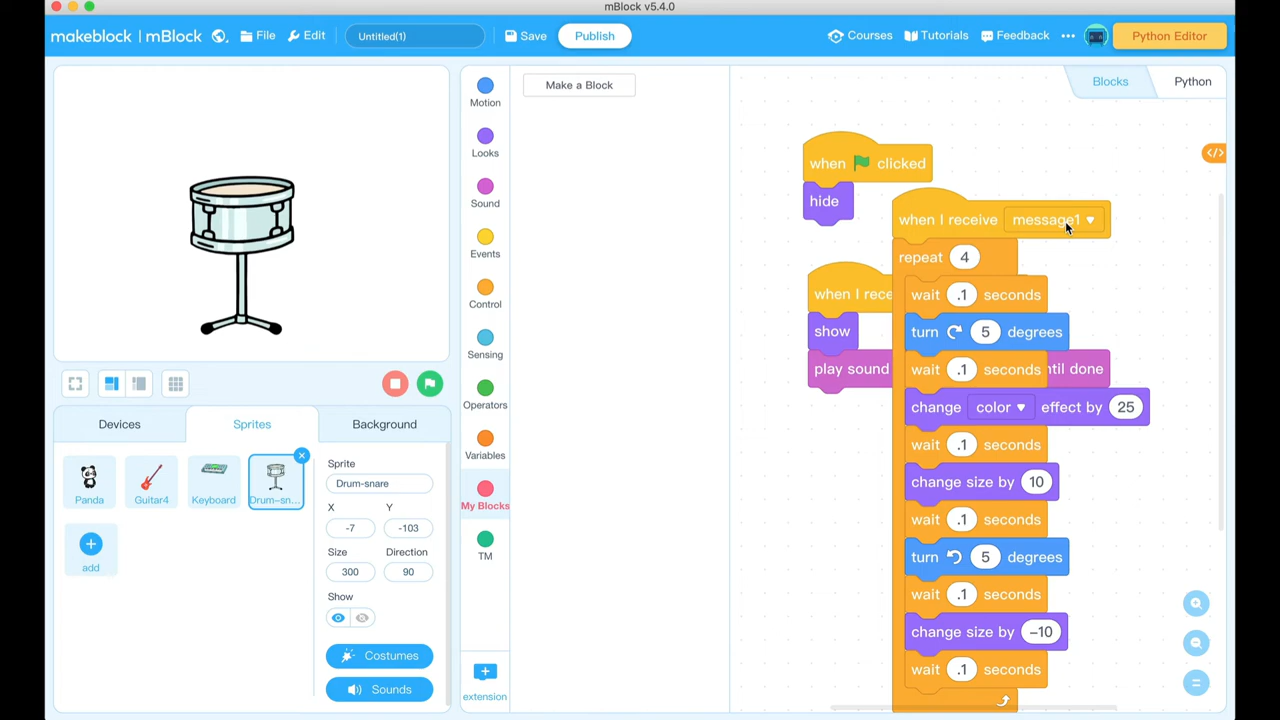 mBlock v5.4.0
makeblock | mBlock
File
Edit
Untitled(1)
Save
Publish
Courses
Tutorials
Feedback
Python Editor
Motion
Looks
Sound
Events
Control
Sensing
Operators
Variables
My Blocks
TM
extension
Make a Block
Blocks
Python
when clicked
hide
when I receive message1
repeat 4
wait .1 seconds
turn 5 degrees
wait .1 seconds
change color effect by 25
wait .1 seconds
change size by 10
wait .1 seconds
turn 5 degrees
wait .1 seconds
change size by –10
wait .1 seconds
when I rece
show
play sound
ntil done
Devices
Sprites
Background
Panda
Guitar4
Keyboard
Drum-sn...
add
Sprite
Drum-snare
X
Y
-7
-103
Size
Direction
300
90
Show
Costumes
Sounds